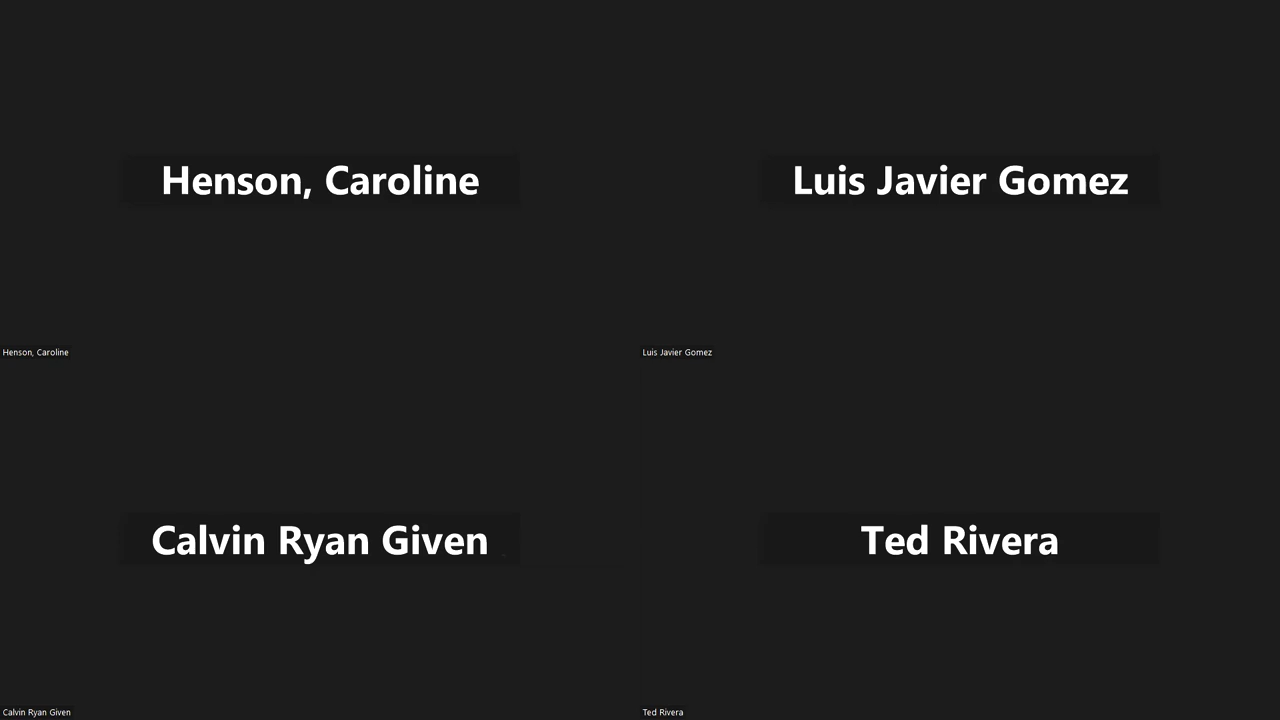 Henson, Caroline
Luis Javier Gomez
Henson, Caroline
Luis Javier Gomez
Calvin Ryan Given
Ted Rivera
Calvin Ryan Given
Ted Rivera